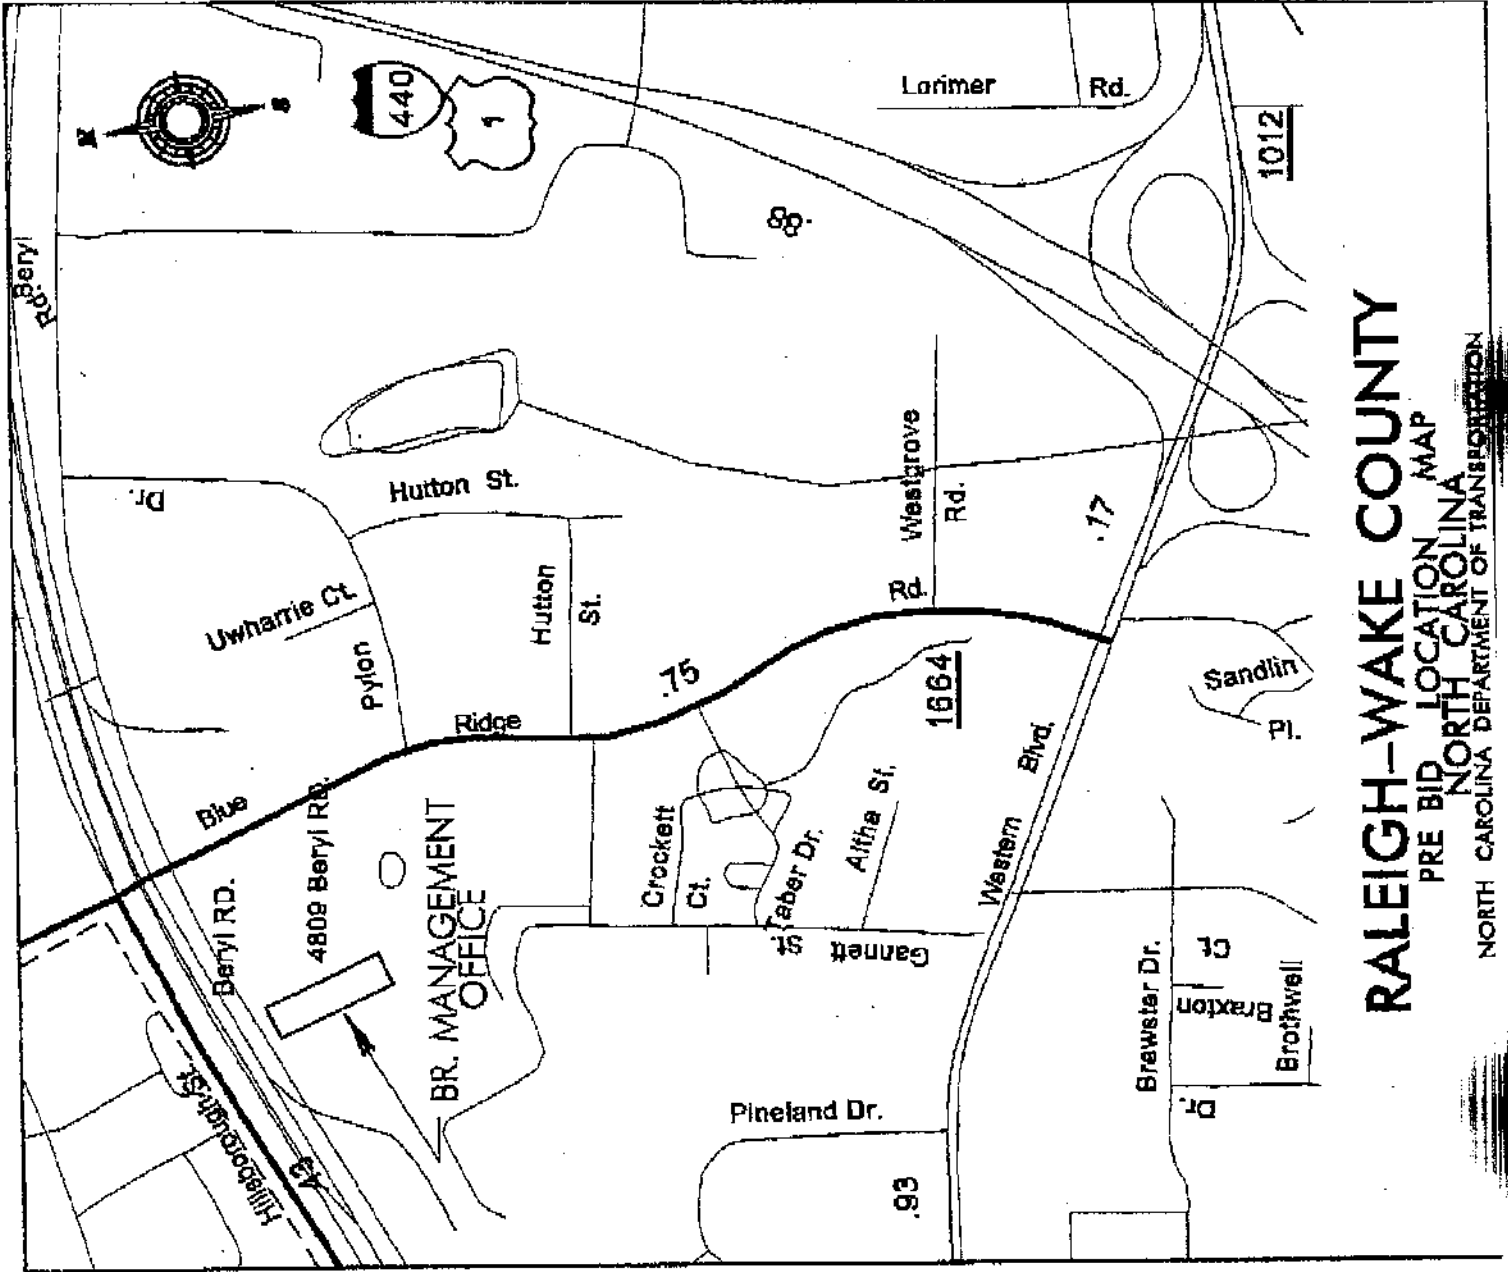 RALEIGH-WAKE COUNTY
PRE BID LOCATION MAP
NORTH CAROLINA
NORTH CAROLINA DEPARTMENT OF TRANSPORTATION
N
S
440
1
Beryl
Rd.
Lorimer
Rd.
1012
.88
Dr.
Hutton St.
Westgrove
Rd.
.17
Uwharrie Ct.
Pylon
Hutton
St.
Rd.
.75
1664
Ridge
Blue
Sandlin
Pl.
Beryl RD.
4809 Beryl RD.
BR. MANAGEMENT
OFFICE
Crockett
Ct.
Taber Dr.
Altha St.
Western
Blvd.
Gannett
St.
Hillsborough St.
.43
Pineland Dr.
.93
Brewster Dr.
Braxton
Ct.
Brothwell
Dr.